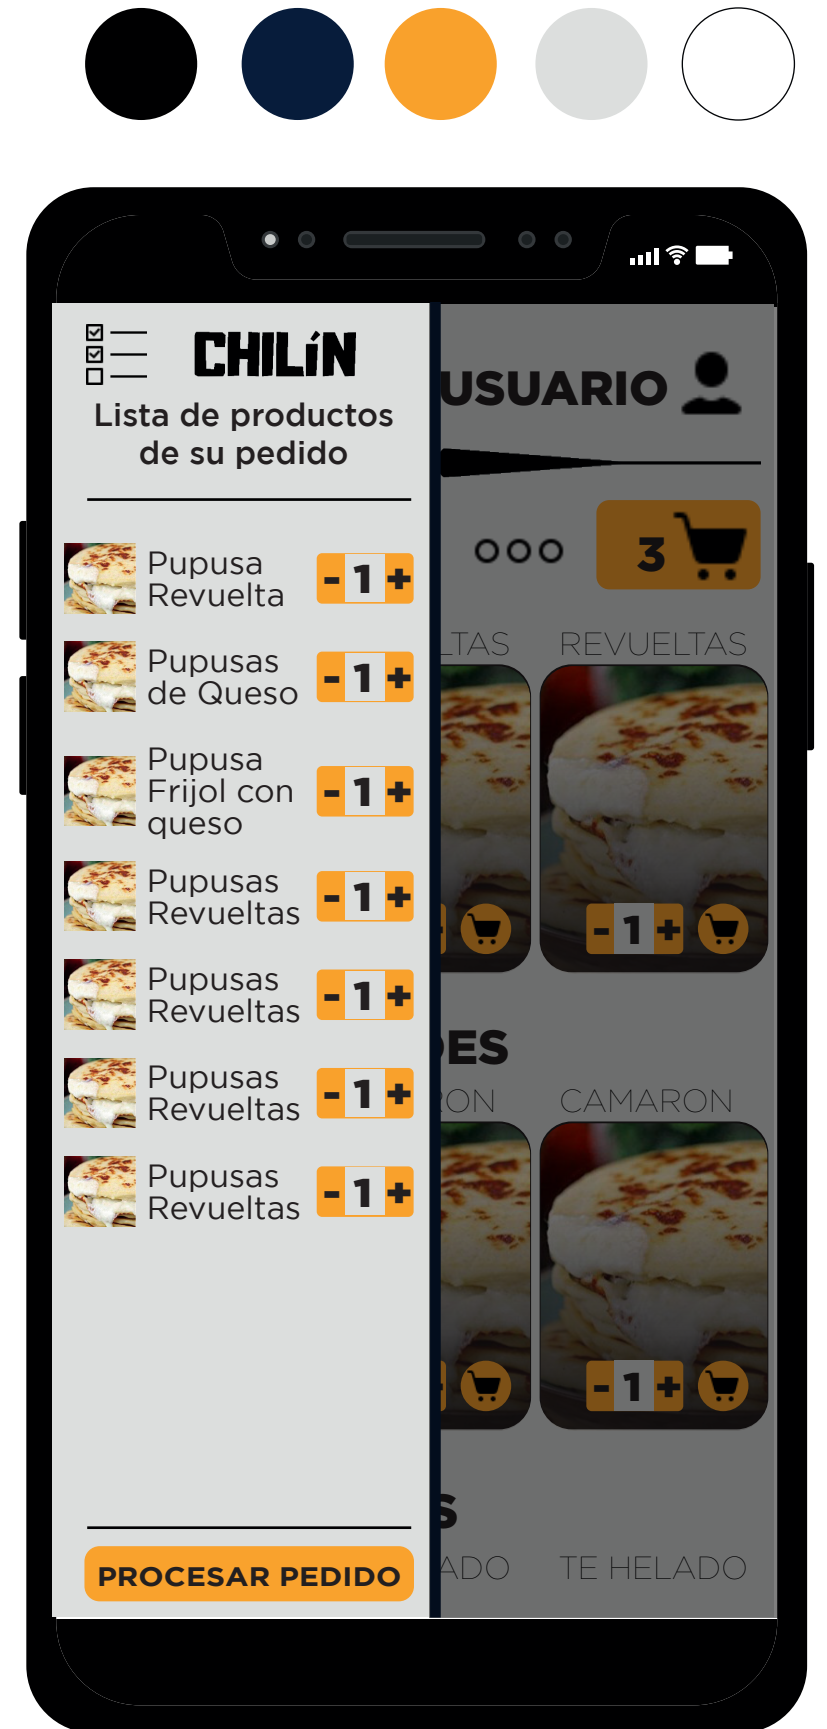 CHILíN
Lista de productos
de su pedido
Pupusa
Revuelta
- 1 +
Pupusas
de Queso
- 1 +
Pupusa
Frijol con
queso
- 1 +
Pupusas
Revueltas
- 1 +
Pupusas
Revueltas
- 1 +
Pupusas
Revueltas
- 1 +
Pupusas
Revueltas
- 1 +
PROCESAR PEDIDO
USUARIO
3
LTAS
REVUELTAS
- 1 +
ES
RON
CAMARON
- 1 +
S
ADO
TE HELADO